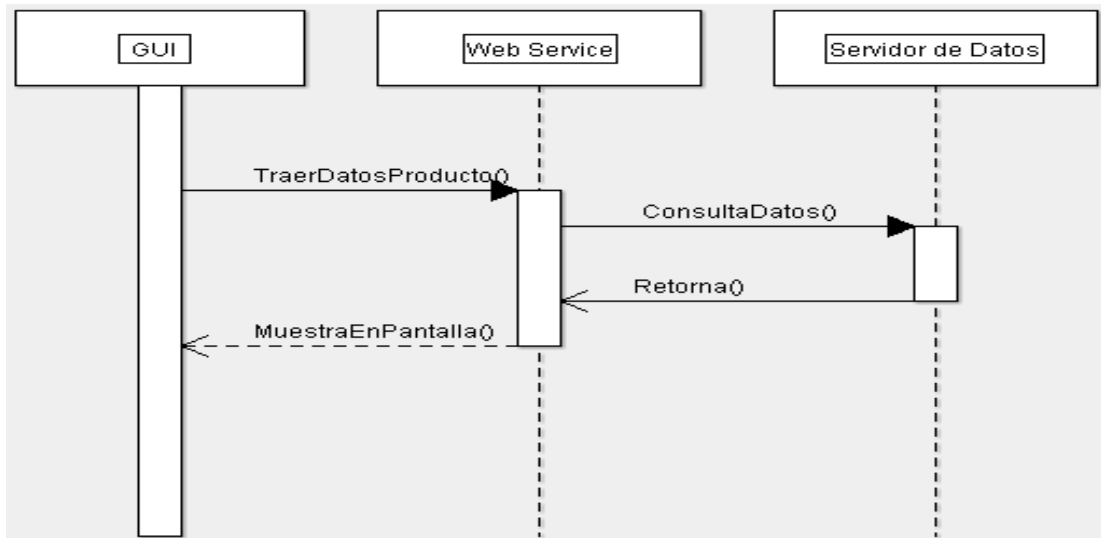 GUI
Web Service
Servidor de Datos
TraerDatosProducto()
ConsultaDatos()
Retorna()
MuestraEnPantalla()